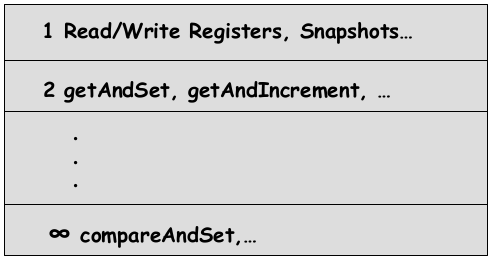 1 Read/Write Registers, Snapshots…
2 getAndSet, getAndIncrement, …
.
.
.
∞ compareAndSet,…